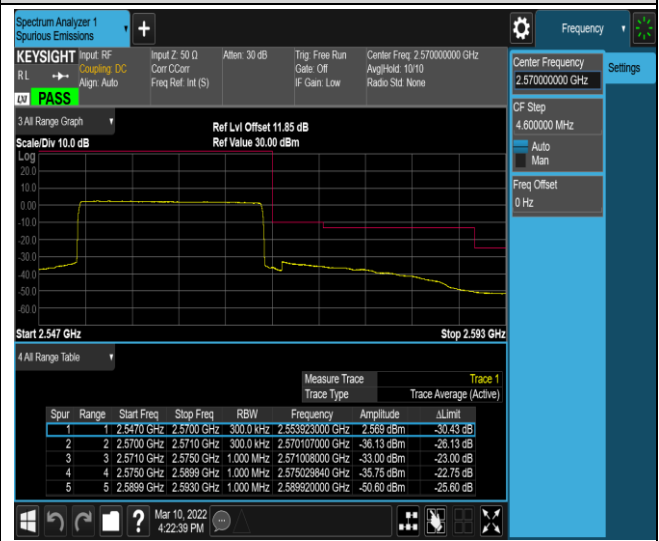 Spectrum Analyzer 1
Spurious Emissions
+
Frequency
KEYSIGHT
RL
Input: RF
Coupling: DC
Align: Auto
Input Z: 50 Ω
Corr CCorr
Freq Ref: Int (S)
Atten: 30 dB
Trig: Free Run
Gate: Off
IF Gain: Low
Center Freq: 2.570000000 GHz
Avg|Hold: 10/10
Radio Std: None
LXI
PASS
3 All Range Graph
Scale/Div 10.0 dB
Ref Lvl Offset 11.85 dB
Ref Value 30.00 dBm
Log
20.0
10.0
0.00
-10.0
-20.0
-30.0
-40.0
-50.0
-60.0
Start 2.547 GHz
Stop 2.593 GHz
4 All Range Table
Measure Trace Trace 1
Trace Type Trace Average (Active)
Spur Range Start Freq Stop Freq RBW Frequency Amplitude ΔLimit
1 1 2.5470 GHz 2.5700 GHz 300.0 kHz 2.553923000 GHz 2.569 dBm -30.43 dB
2 2 2.5700 GHz 2.5710 GHz 300.0 kHz 2.570107000 GHz -36.13 dBm -26.13 dB
3 3 2.5710 GHz 2.5750 GHz 1.000 MHz 2.571008000 GHz -33.00 dBm -23.00 dB
4 4 2.5750 GHz 2.5899 GHz 1.000 MHz 2.575029840 GHz -35.75 dBm -22.75 dB
5 5 2.5899 GHz 2.5930 GHz 1.000 MHz 2.589920000 GHz -50.60 dBm -25.60 dB
?
Mar 10, 2022
4:22:39 PM
Center Frequency
2.570000000 GHz
Settings
CF Step
4.600000 MHz
Auto
Man
Freq Offset
0 Hz